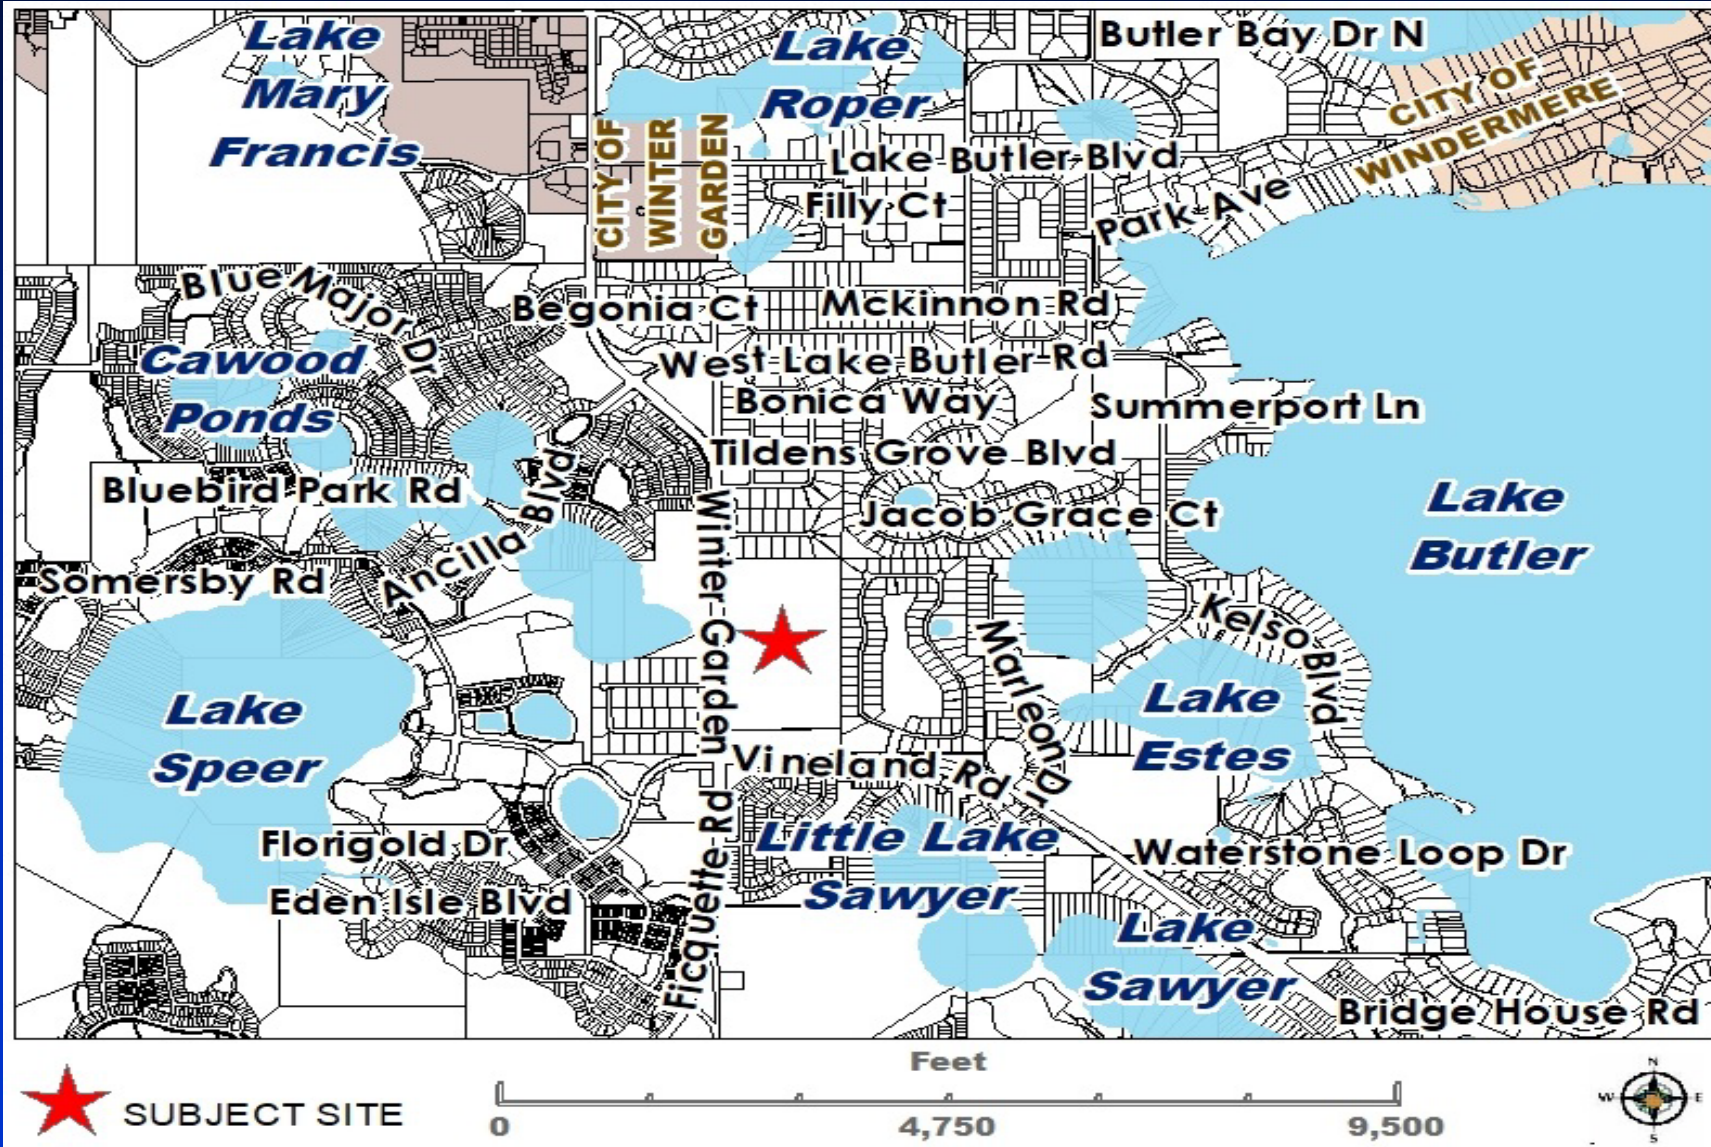 Lake
Mary
Francis
Lake
Roper
Butler Bay Dr N
CITY OF
WINDERMERE
CITY OF
WINTER
GARDEN
Lake Butler Blvd
Filly Ct
Park Ave
Blue Major Dr
Begonia Ct
Mckinnon Rd
Cawood
Ponds
West Lake Butler Rd
Bonica Way
Summerport Ln
Tildens Grove Blvd
Bluebird Park Rd
Jacob Grace Ct
Lake
Butler
Somersby Rd
Ancilla Blvd
Winter-Garden Rd
Kelso Blvd
Marleon Dr
Lake
Speer
Lake
Estes
Vineland Rd
Florigold Dr
Little Lake
Sawyer
Waterstone Loop Dr
Eden Isle Blvd
Ficquette Rd
Lake
Sawyer
Bridge House Rd
SUBJECT SITE
Feet
0
4,750
9,500
N
W
E
S